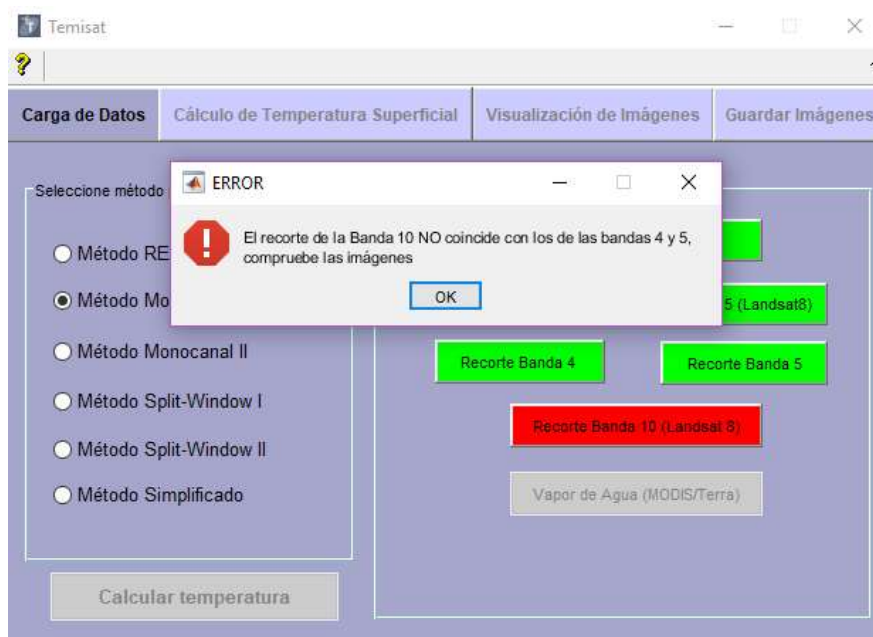 Temisat
Carga de Datos
Cálculo de Temperatura Superficial
Visualización de Imágenes
Guardar Imágenes
Seleccione método
ERROR
El recorte de la Banda 10 NO coincide con los de las bandas 4 y 5,
compruebe las imágenes
OK
Método RE
Método Mo
Método Monocanal II
Método Split-Window I
Método Split-Window II
Método Simplificado
5 (Landsat8)
Recorte Banda 4
Recorte Banda 5
Recorte Banda 10 (Landsat 8)
Vapor de Agua (MODIS/Terra)
Calcular temperatura